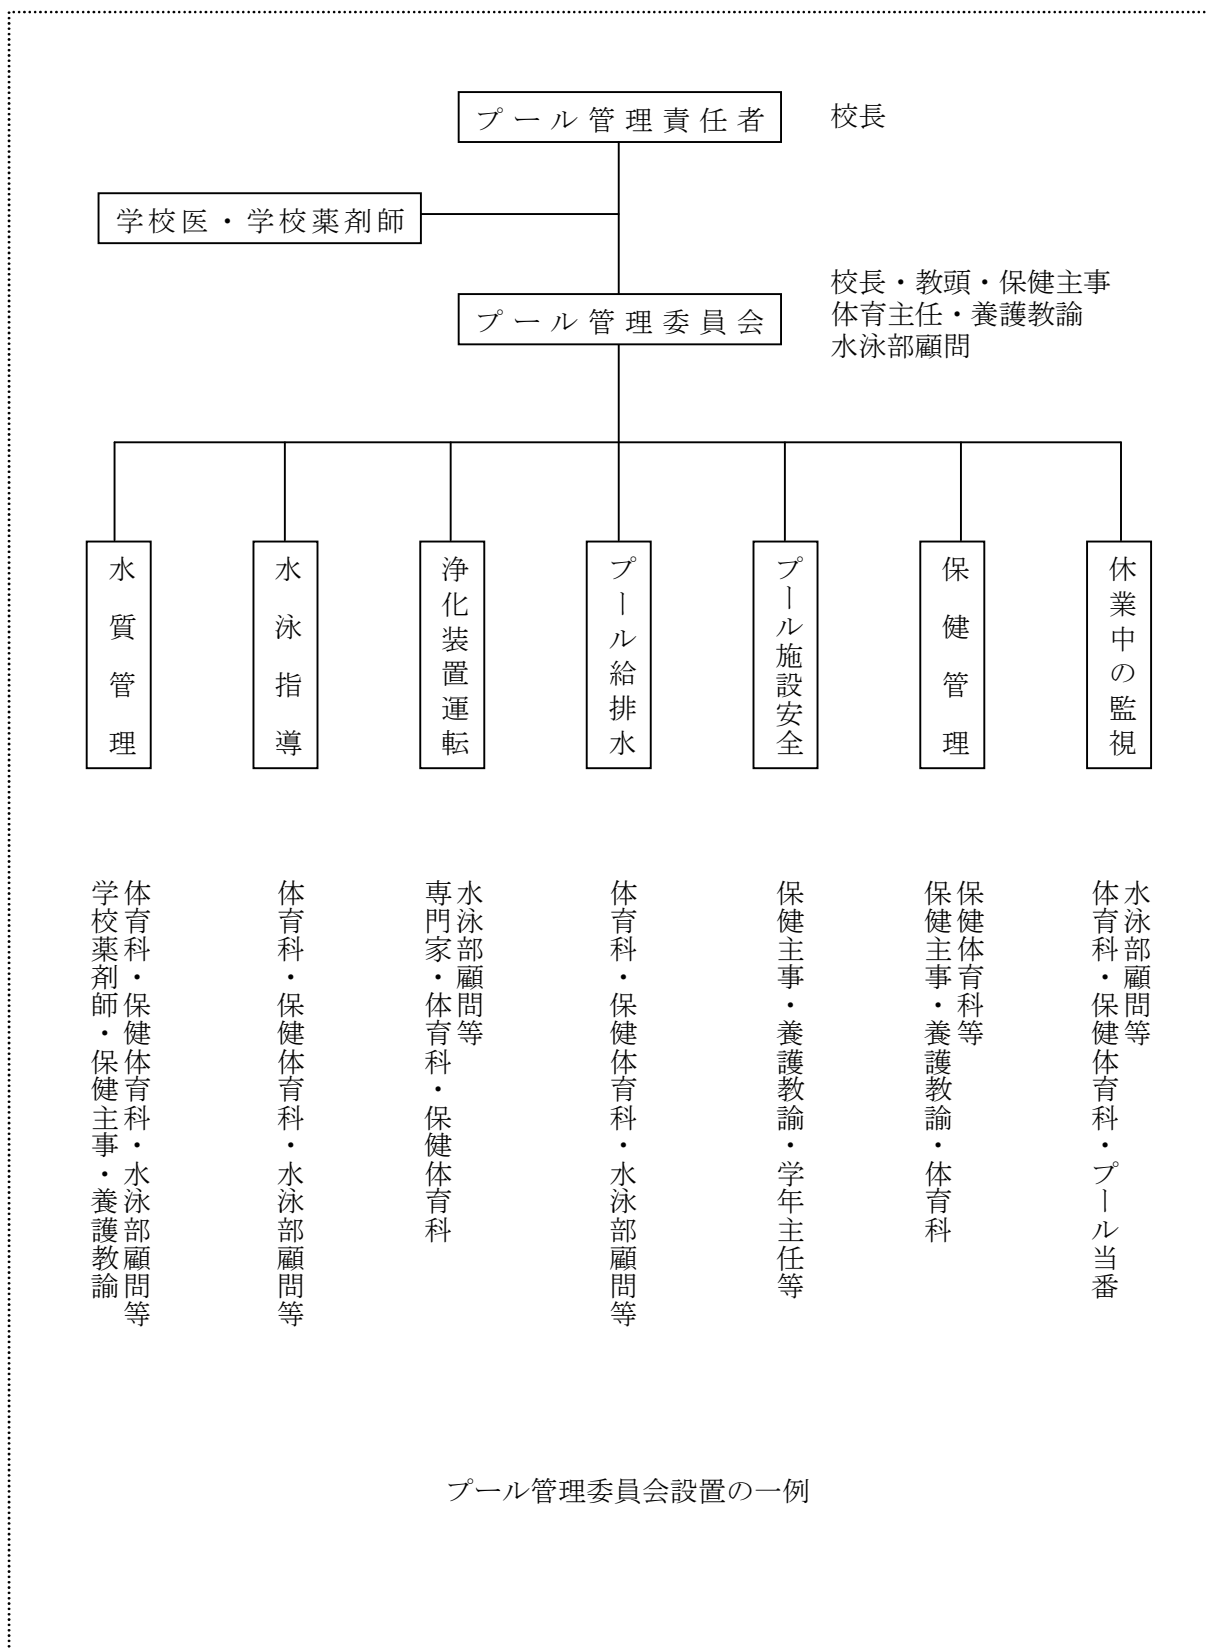 プール管理責任者
校長
学校医・学校薬剤師
プール管理委員会
校長・教頭・保健主事
体育主任・養護教諭
水泳部顧問
水質管理
水泳指導
浄化装置運転
プール給排水
プール施設安全
保健管理
休業中の監視
学校薬剤師・保健主事・養護教諭
体育科・保健体育科・水泳部顧問等
体育科・保健体育科・水泳部顧問等
専門家・体育科・保健体育科
水泳部顧問等
体育科・保健体育科・水泳部顧問等
保健主事・養護教諭・学年主任等
保健主事・養護教諭・体育科
保健体育科等
体育科・保健体育科・プール当番
水泳部顧問等
プール管理委員会設置の一例